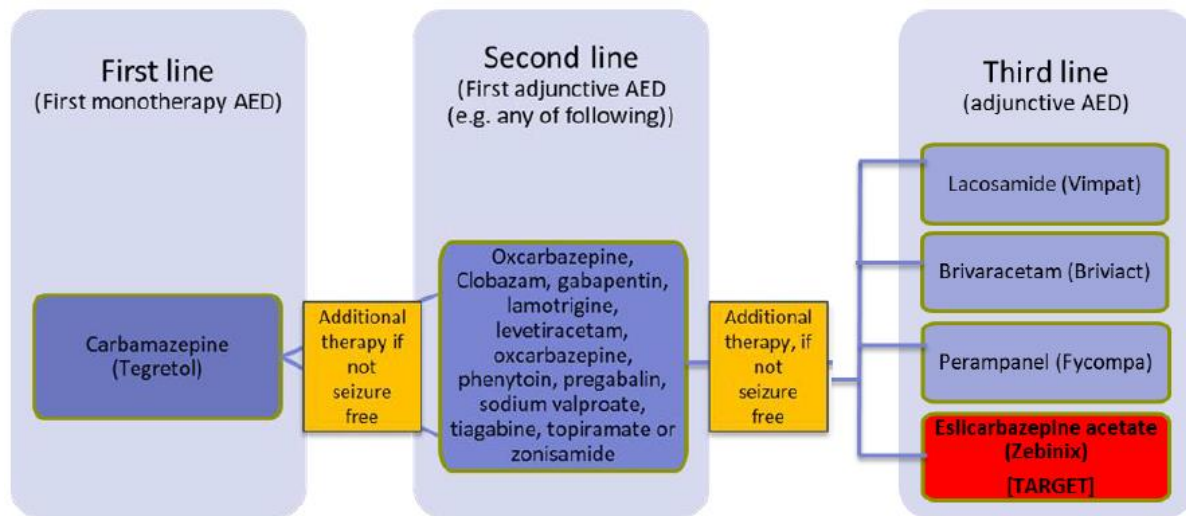 First line
(First monotherapy AED)
Carbamazepine
(Tegretol)
Additional
therapy if
not
seizure
free
Second line
(First adjunctive AED
(e.g. any of following))
Oxcarbazepine,
Clobazam, gabapentin,
lamotrigine,
levetiracetam,
oxcarbazepine,
phenytoin, pregabalin,
sodium valproate,
tiagabine, topiramate or
zonisamide
Additional
therapy, if
not
seizure
free
Third line
(adjunctive AED)
Lacosamide (Vimpat)
Brivaracetam (Briviact)
Perampanel (Fycompa)
Eslicarbazepine acetate
(Zebinix)
[TARGET]